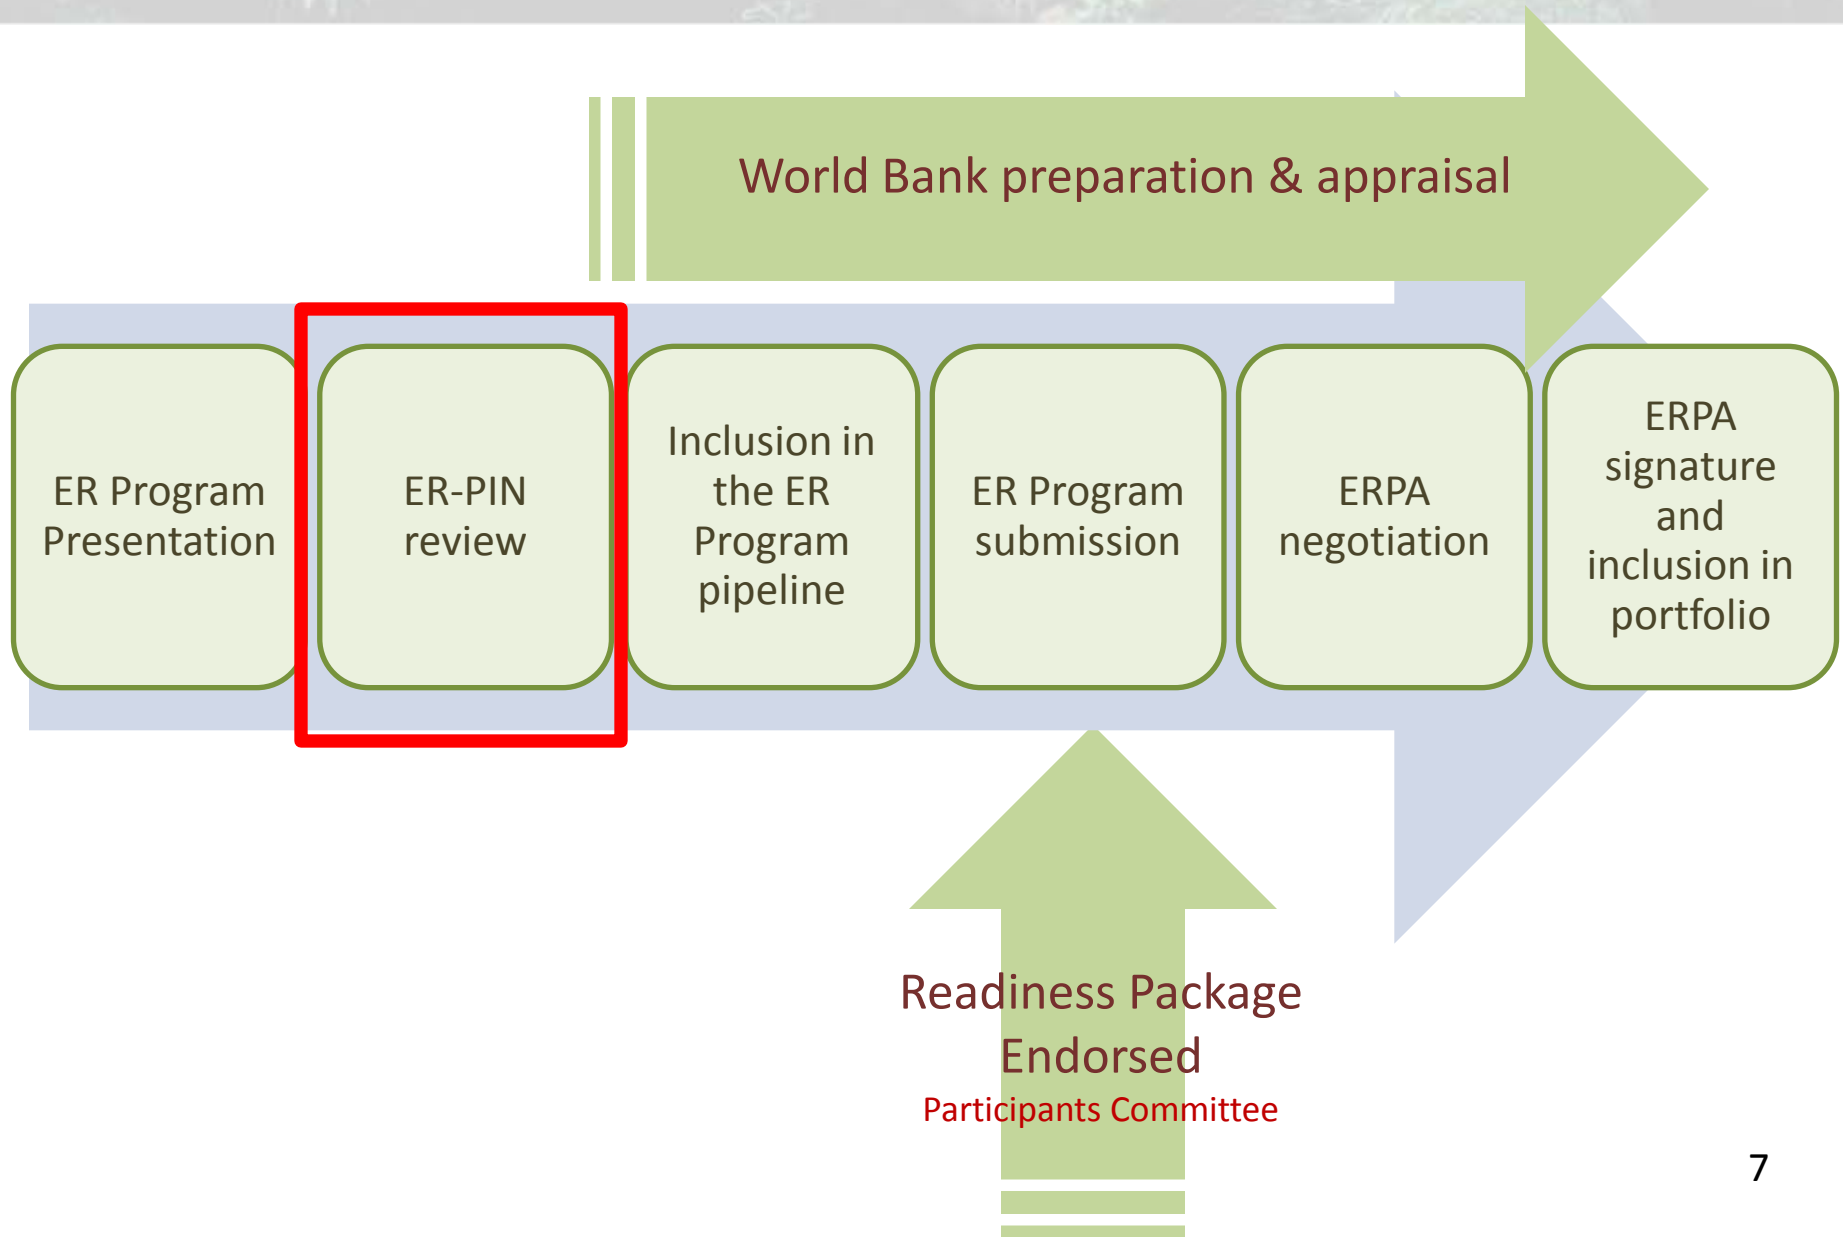 World Bank preparation & appraisal
ER Program
Presentation
ER-PIN
review
Inclusion in
the ER
Program
pipeline
ER Program
submission
ERPA
negotiation
ERPA
signature
and
inclusion in
portfolio
Readiness Package
Endorsed
Participants Committee
7